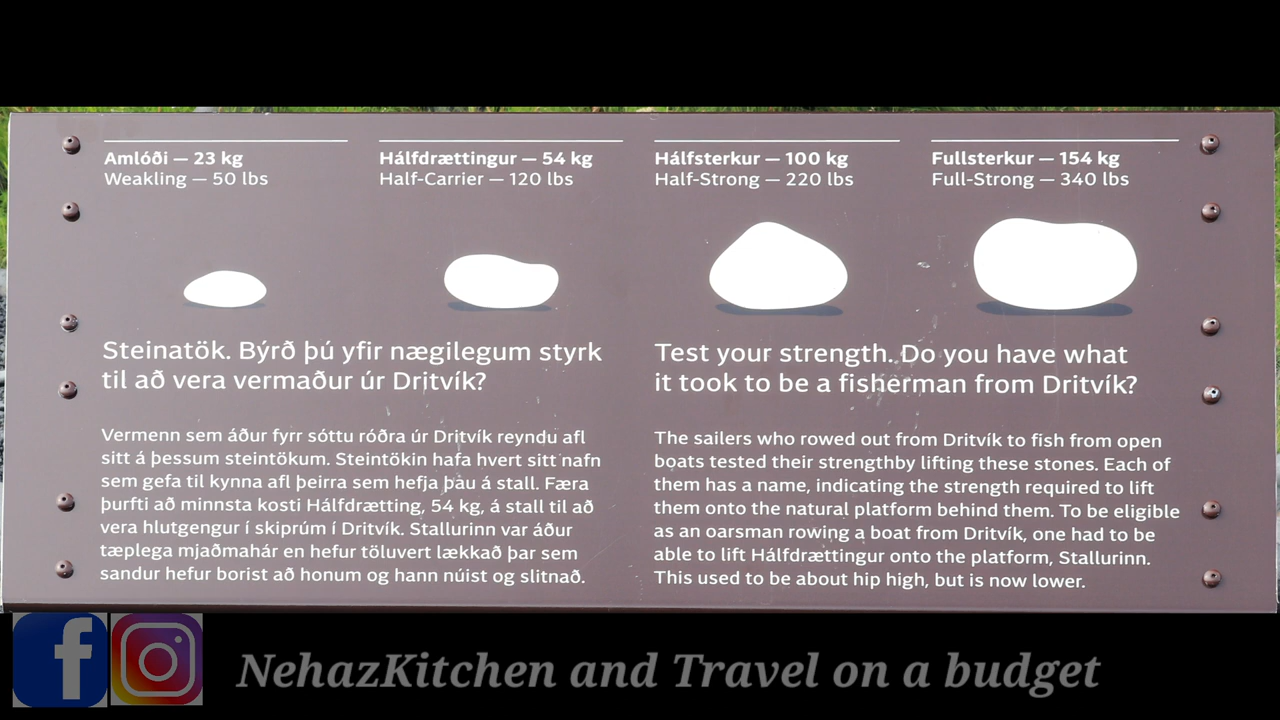 Amlóði — 23 kg
Weakling — 50 lbs
Hálfdrættingur — 54 kg
Half-Carrier — 120 lbs
Hálfsterkur — 100 kg
Half-Strong — 220 lbs
Fullsterkur — 154 kg
Full-Strong — 340 lbs
Steinatök. Býrð þú yfir nægilegum styrk
til að vera vermaður úr Dritvík?
Vermenn sem áður fyrr sóttu róðra úr Dritvík reyndu afl
sitt á þessum steintökum. Steintökin hafa hvert sitt nafn
sem gefa til kynna afl þeirra sem hefja þau á stall. Færa
þurfti að minnsta kosti Hálfdrætting, 54 kg, á stall til að
vera hlutgengur í skiprúm í Dritvík. Stallurinn var áður
tæplega mjaðmahár en hefur töluvert lækkað þar sem
sandur hefur borist að honum og hann núist og slitnað.
Test your strength. Do you have what
it took to be a fisherman from Dritvík?
The sailers who rowed out from Dritvík to fish from open
boats tested their strengthby lifting these stones. Each of
them has a name, indicating the strength required to lift
them onto the natural platform behind them. To be eligible
as an oarsman rowing a boat from Dritvík, one had to be
able to lift Hálfdrættingur onto the platform, Stallurinn.
This used to be about hip high, but is now lower.
NehazKitchen and Travel on a budget